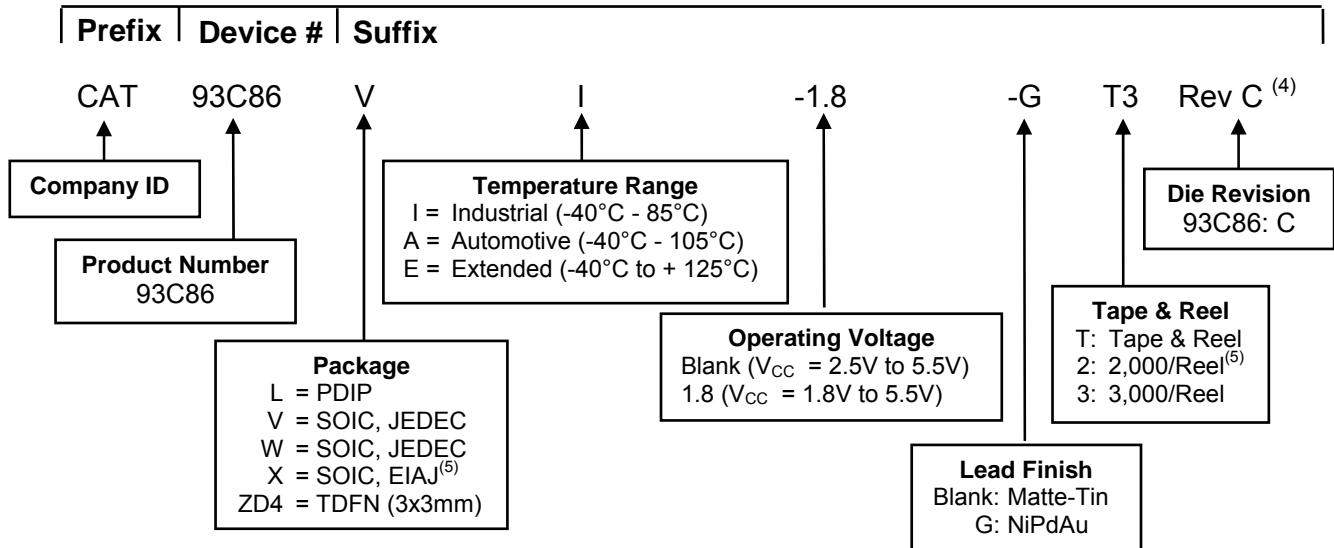 Prefix Device # Suffix
CAT 93C86 V I -1.8 -G T3 Rev C (4)
Company ID
Product Number
93C86
Package
L = PDIP
V = SOIC, JEDEC
W = SOIC, JEDEC
X = SOIC, EIAJ(5)
ZD4 = TDFN (3x3mm)
Temperature Range
I = Industrial (-40°C - 85°C)
A = Automotive (-40°C - 105°C)
E = Extended (-40°C to + 125°C)
Operating Voltage
Blank (VCC = 2.5V to 5.5V)
1.8 (VCC = 1.8V to 5.5V)
Lead Finish
Blank: Matte-Tin
G: NiPdAu
Tape & Reel
T: Tape & Reel
2: 2,000/Reel(5)
3: 3,000/Reel
Die Revision
93C86: C